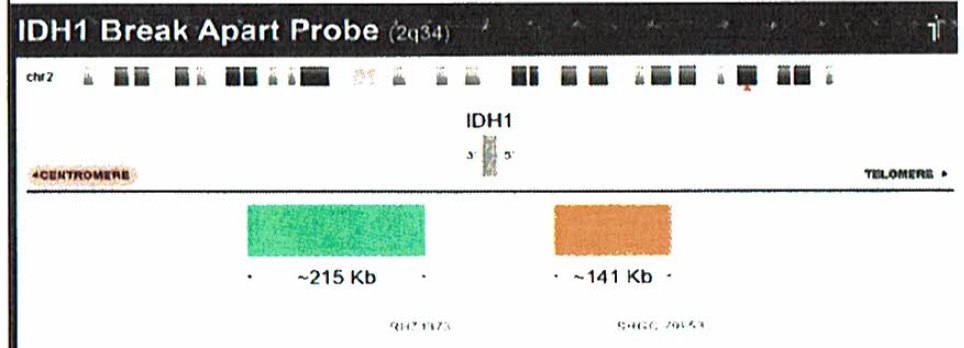 IDH1 Break Apart Probe (2q34)
chr2
IDH1
3' 5'
◄CENTROMERE
TELOMERE ►
~215 Kb
~141 Kb